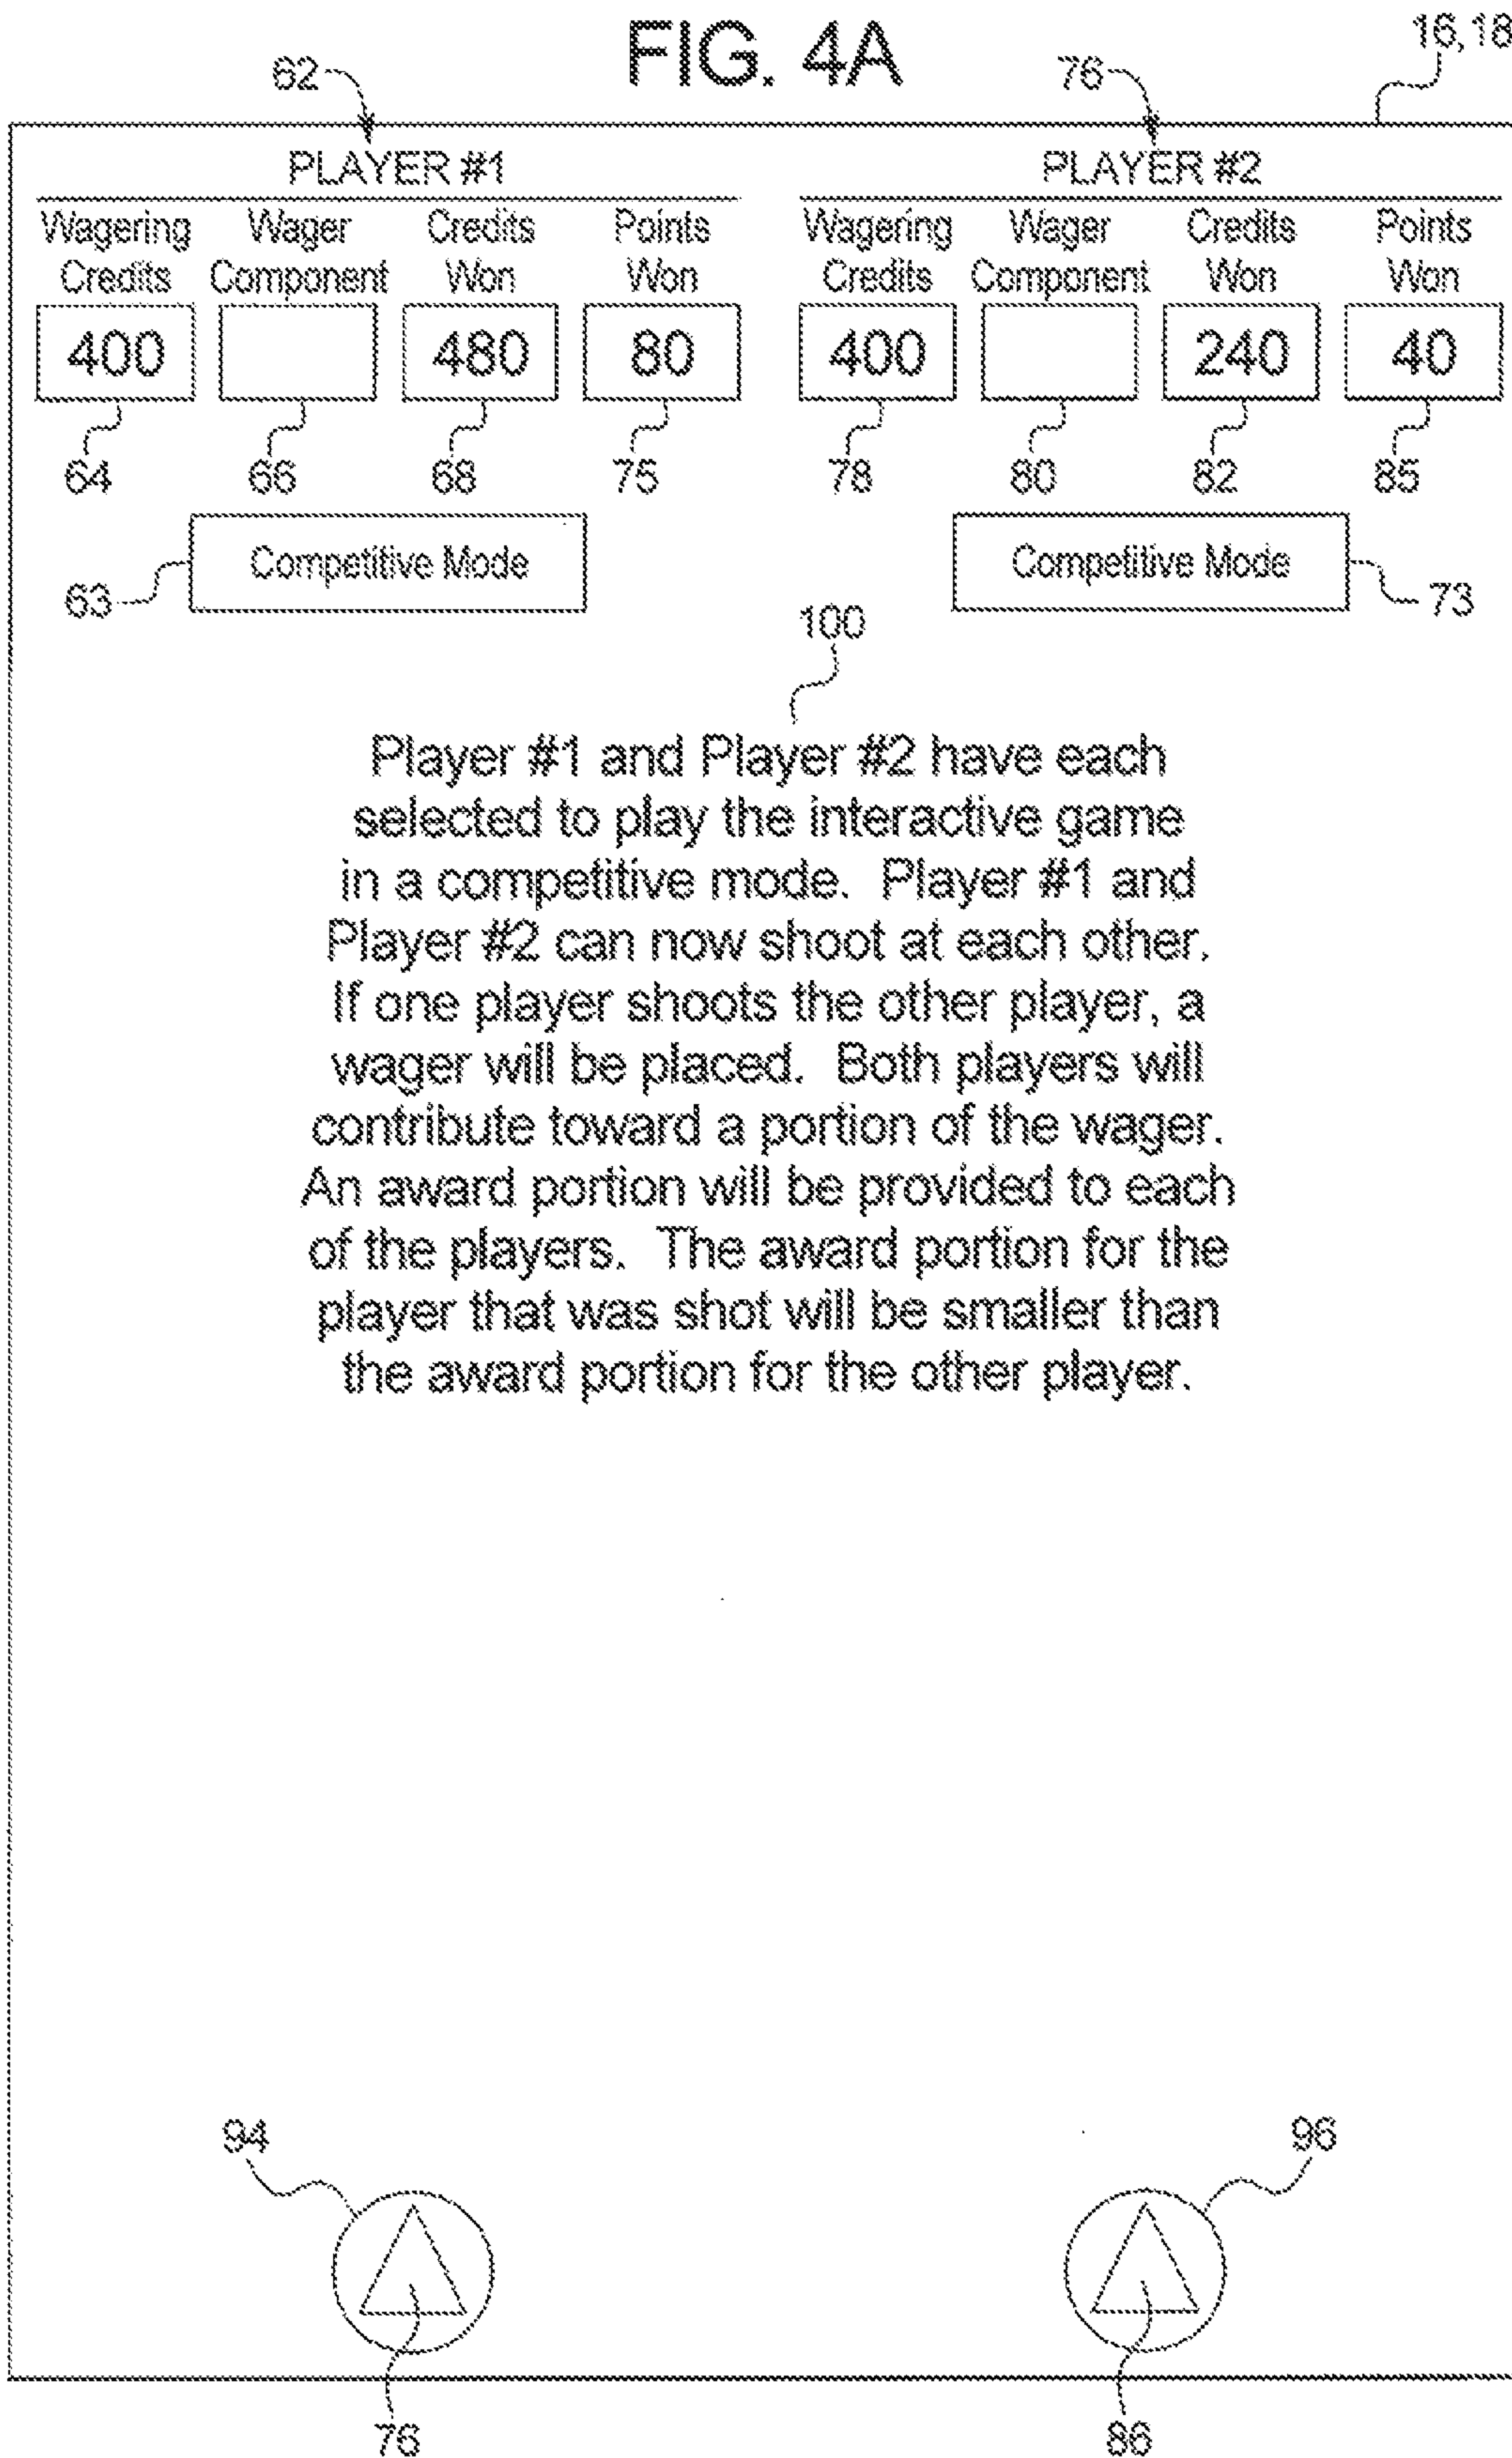 FIG. 4A
16,18
62
76
PLAYER #1
PLAYER #2
Wagering Credits
Wager Component
Credits Won
Points Won
Wagering Credits
Wager Component
Credits Won
Points Won
400
480
80
400
240
40
64
66
68
75
78
80
82
85
Competitive Mode
Competitive Mode
63
73
100
Player #1 and Player #2 have each
selected to play the interactive game
in a competitive mode. Player #1 and
Player #2 can now shoot at each other.
If one player shoots the other player, a
wager will be placed. Both players will
contribute toward a portion of the wager.
An award portion will be provided to each
of the players. The award portion for the
player that was shot will be smaller than
the award portion for the other player.
94
96
76
86